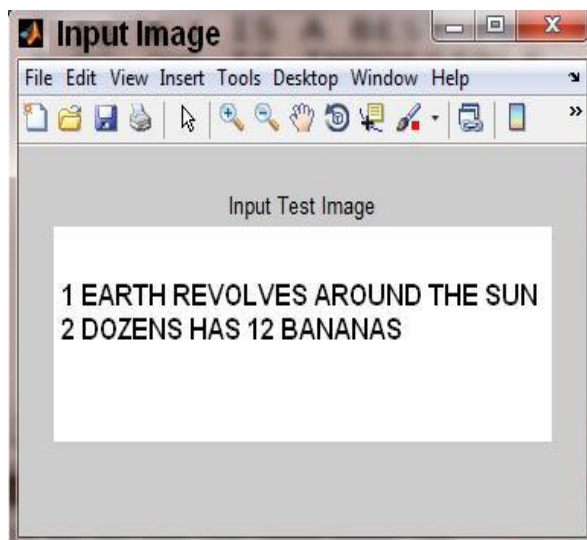 Input Image
File Edit View Insert Tools Desktop Window Help
Input Test Image
1 EARTH REVOLVES AROUND THE SUN
2 DOZENS HAS 12 BANANAS